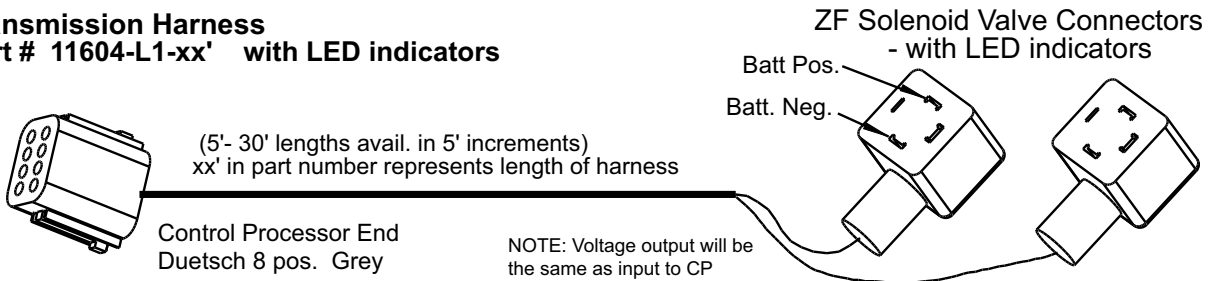 ansmission Harness
rt # 11604-L1-xx' with LED indicators
ZF Solenoid Valve Connectors
- with LED indicators
Batt Pos.
Batt. Neg.
(5'- 30' lengths avail. in 5' increments)
xx' in part number represents length of harness
Control Processor End
Duetsch 8 pos. Grey
NOTE: Voltage output will be
the same as input to CP